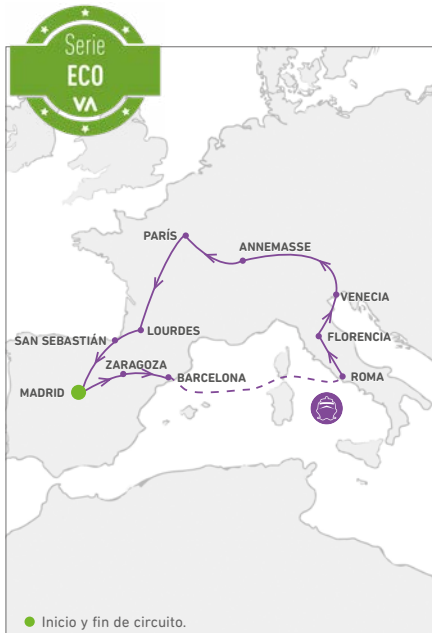 Serie
ECO
VA
PARÍS
ANNEMASSE
VENECIA
LOURDES
SAN SEBASTIÁN
FLORENCIA
ZARAGOZA
BARCELONA
ROMA
MADRID
Inicio y fin de circuito.